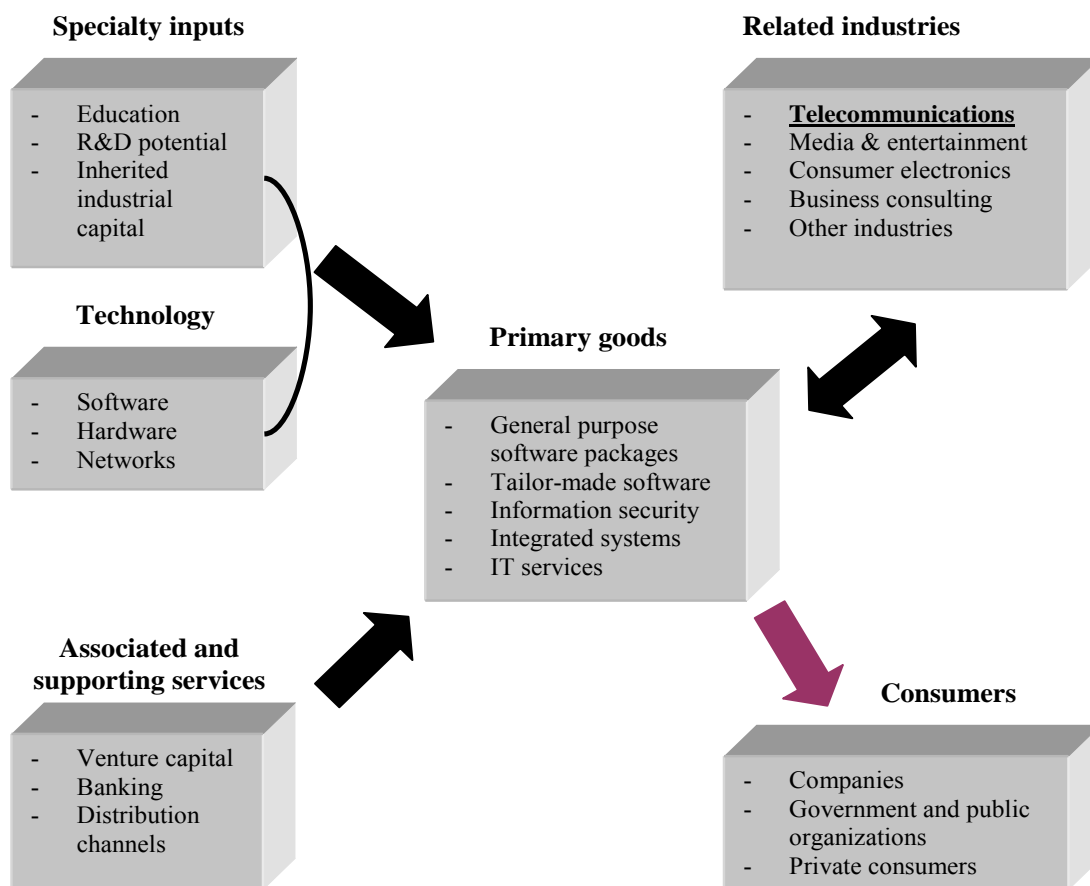 Specialty inputs
- Education
- R&D potential
- Inherited
industrial
capital
Technology
- Software
- Hardware
- Networks
Associated and
supporting services
- Venture capital
- Banking
- Distribution
channels
Primary goods
- General purpose
software packages
- Tailor-made software
- Information security
- Integrated systems
- IT services
Related industries
- Telecommunications
- Media & entertainment
- Consumer electronics
- Business consulting
- Other industries
Consumers
- Companies
- Government and public
organizations
- Private consumers